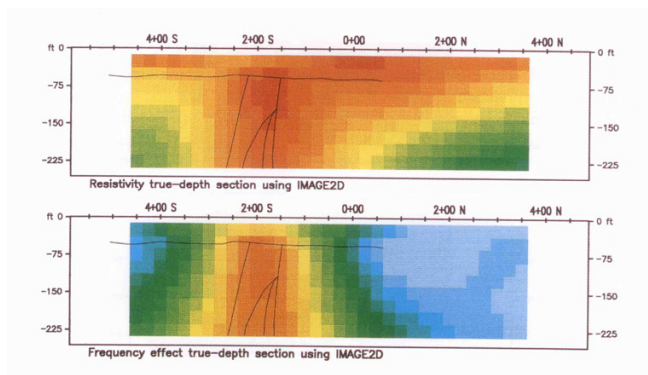 4+00 S 2+00 S 0+00 2+00 N 4+00 N
ft 0 0 ft
-75 -75
-150 -150
-225 -225
Resistivity true-depth section using IMAGE2D
4+00 S 2+00 S 0+00 2+00 N 4+00 N
ft 0 0 ft
-75 -75
-150 -150
-225 -225
Frequency effect true-depth section using IMAGE2D